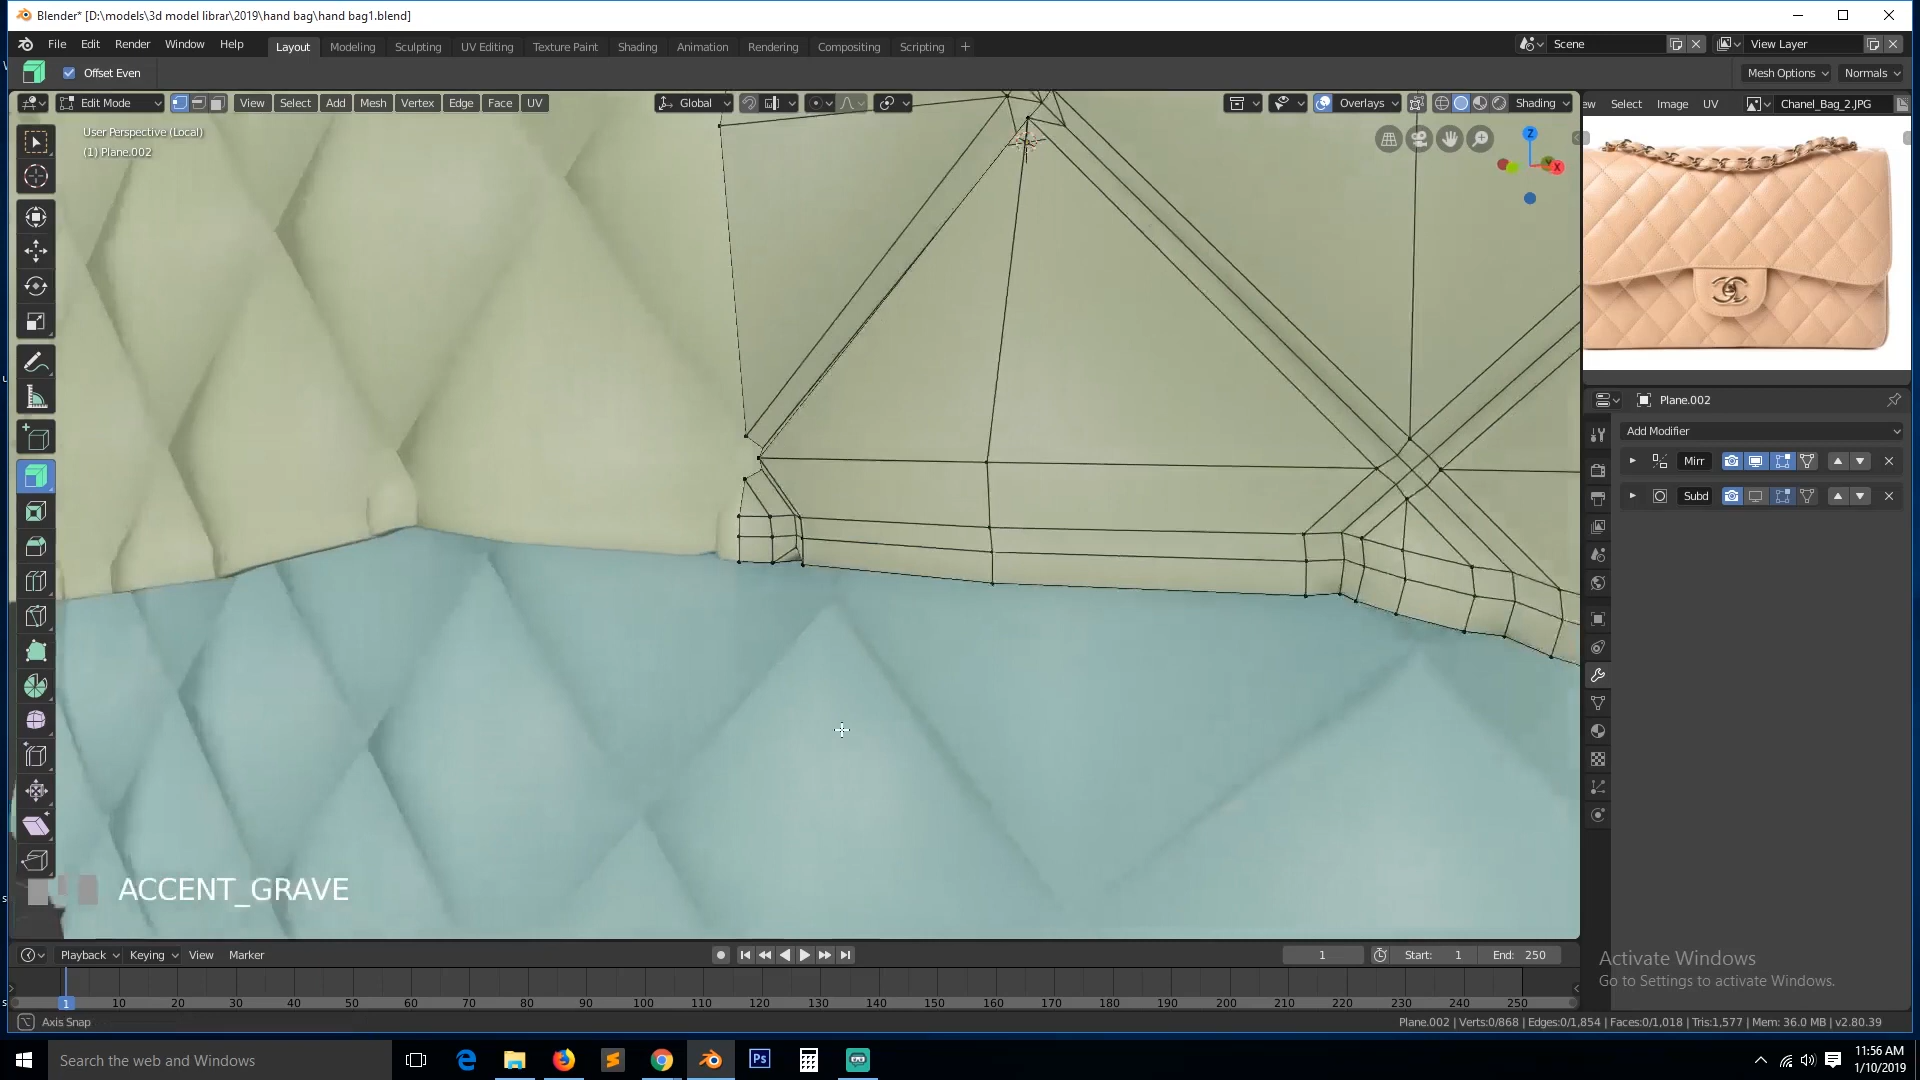 Blender* [D:\models\3d model librar\2019\hand bag\hand bag1.blend]
File Edit Render Window Help Layout Modeling Sculpting UV Editing Texture Paint Shading Animation Rendering Compositing Scripting + Scene View Layer
Offset Even Mesh Options Normals
Edit Mode View Select Add Mesh Vertex Edge Face UV Global Overlays Shading ew Select Image UV Chanel_Bag_2.JPG
User Perspective (Local)
(1) Plane.002
Z
X
Plane.002
Add Modifier
Mirr
Subd
ACCENT_GRAVE
Playback Keying View Marker 1 Start: 1 End: 250
Activate Windows
Go to Settings to activate Windows.
1 10 20 30 40 50 60 70 80 90 100 110 120 130 140 150 160 170 180 190 200 210 220 230 240 250
Axis Snap Plane.002 | Verts:0/868 | Edges:0/1,854 | Faces:0/1,018 | Tris:1,577 | Mem: 36.0 MB | v2.80.39
Search the web and Windows
Ps
11:56 AM
1/10/2019